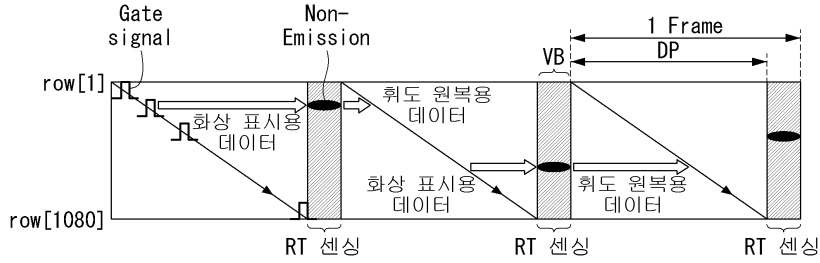 Gate
signal
Non-
Emission
1 Frame
VB
DP
row[1]
화상 표시용
데이터
휘도 원복용
데이터
화상 표시용
데이터
휘도 원복용
데이터
row[1080]
RT 센싱
RT 센싱
RT 센싱